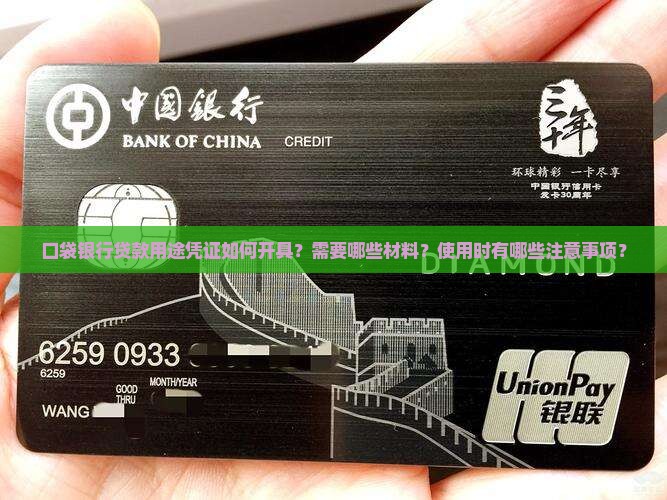 中國銀行
BANK OF CHINA
CREDIT
三十年
环球精彩 一卡尽享
中国银行信用卡
发卡30周年
口袋银行贷款用途凭证如何开具？需要哪些材料？使用时有哪些注意事项？
DIAMOND
6259 0933
6259
GOOD
THRU
MONTH/YEAR
WANG
UnionPay
银联